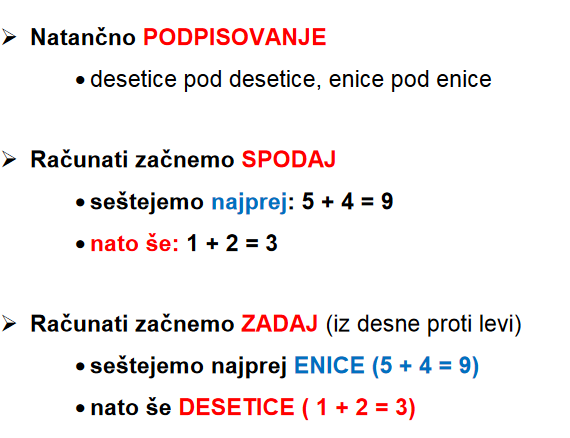 ➢ Natančno PODPISOVANJE
• desetice pod desetice, enice pod enice
➢ Računati začnemo SPODAJ
• seštejemo najprej: 5 + 4 = 9
• nato še: 1 + 2 = 3
➢ Računati začnemo ZADAJ (iz desne proti levi)
• seštejemo najprej ENICE (5 + 4 = 9)
• nato še DESETICE ( 1 + 2 = 3)